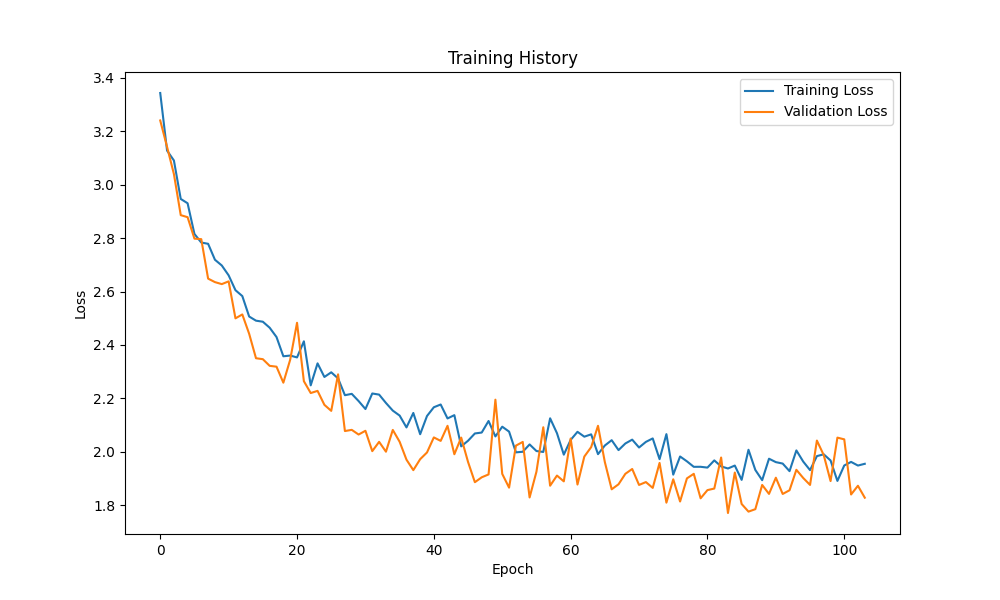 Training History
Training Loss
Validation Loss
3.4
3.2
3.0
2.8
2.6
2.4
2.2
2.0
1.8
Loss
0 20 40 60 80 100
Epoch